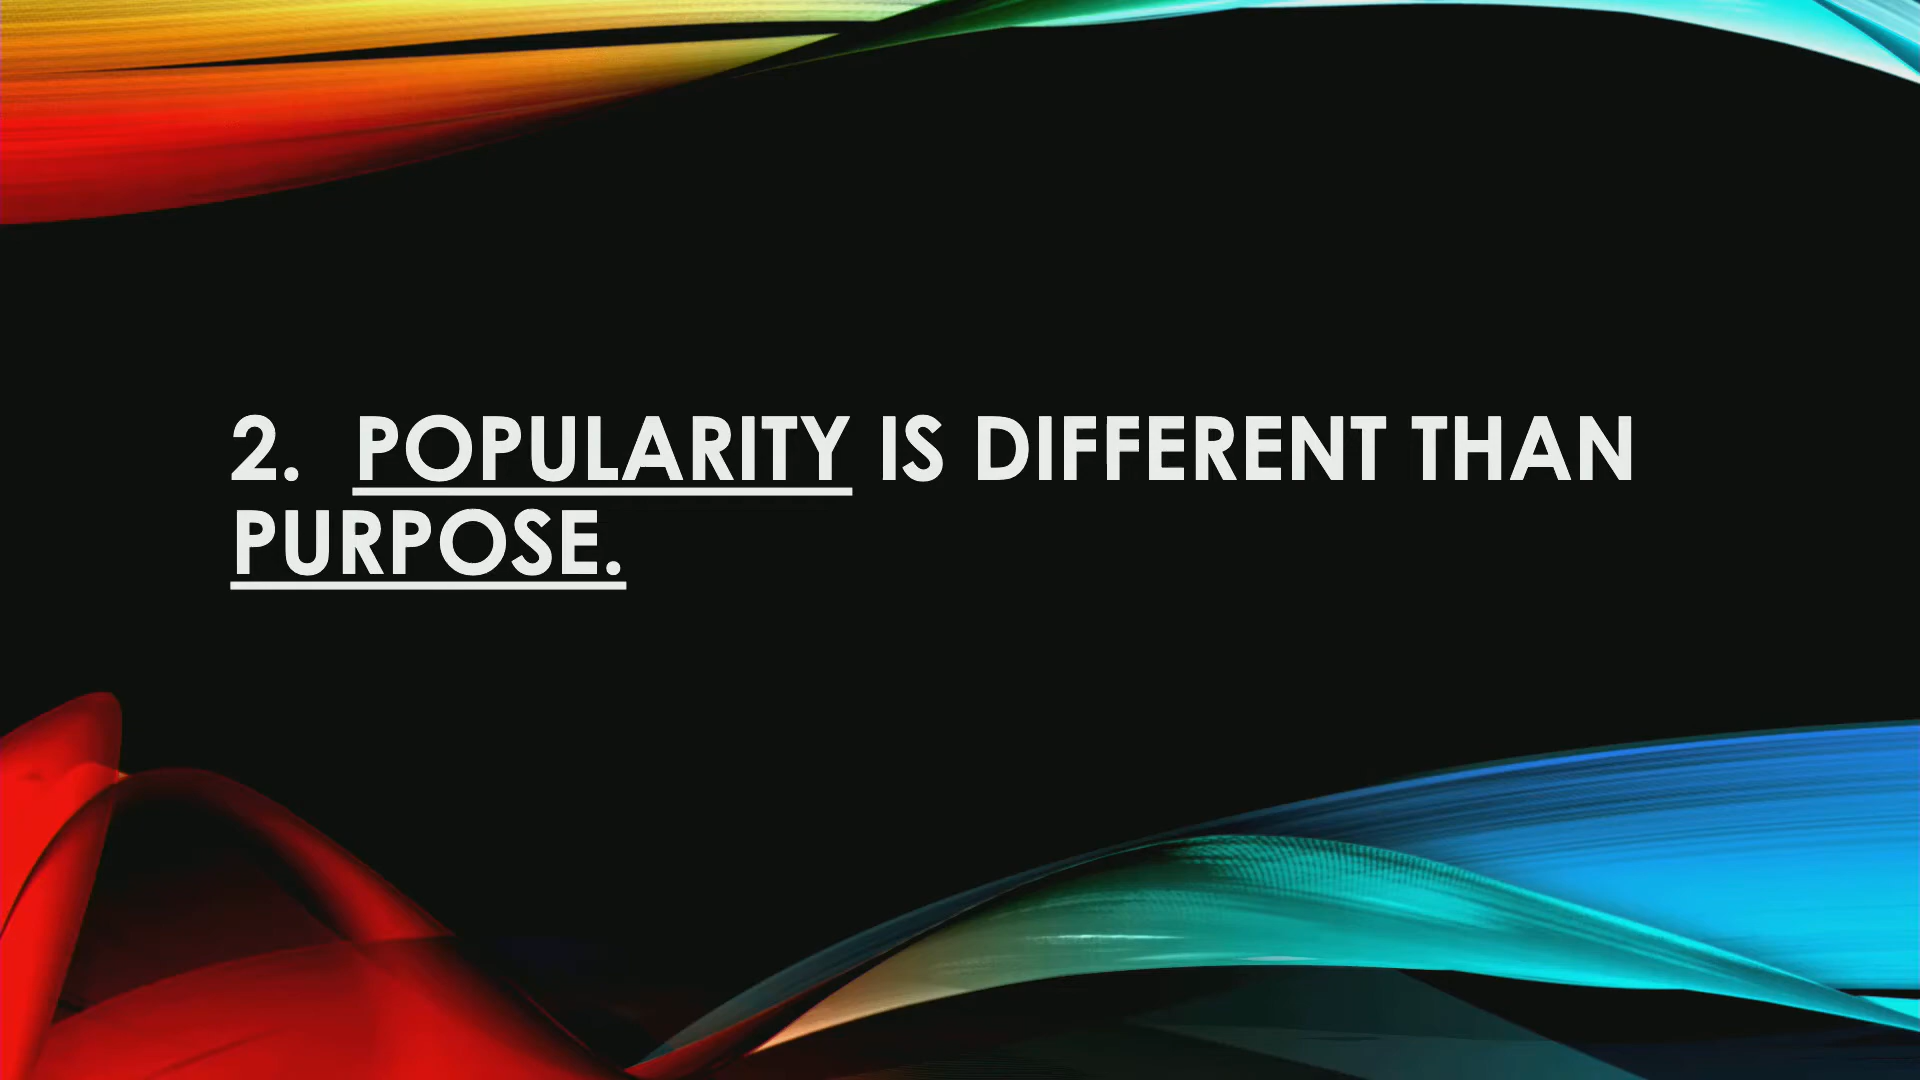 2. POPULARITY IS DIFFERENT THAN
PURPOSE.